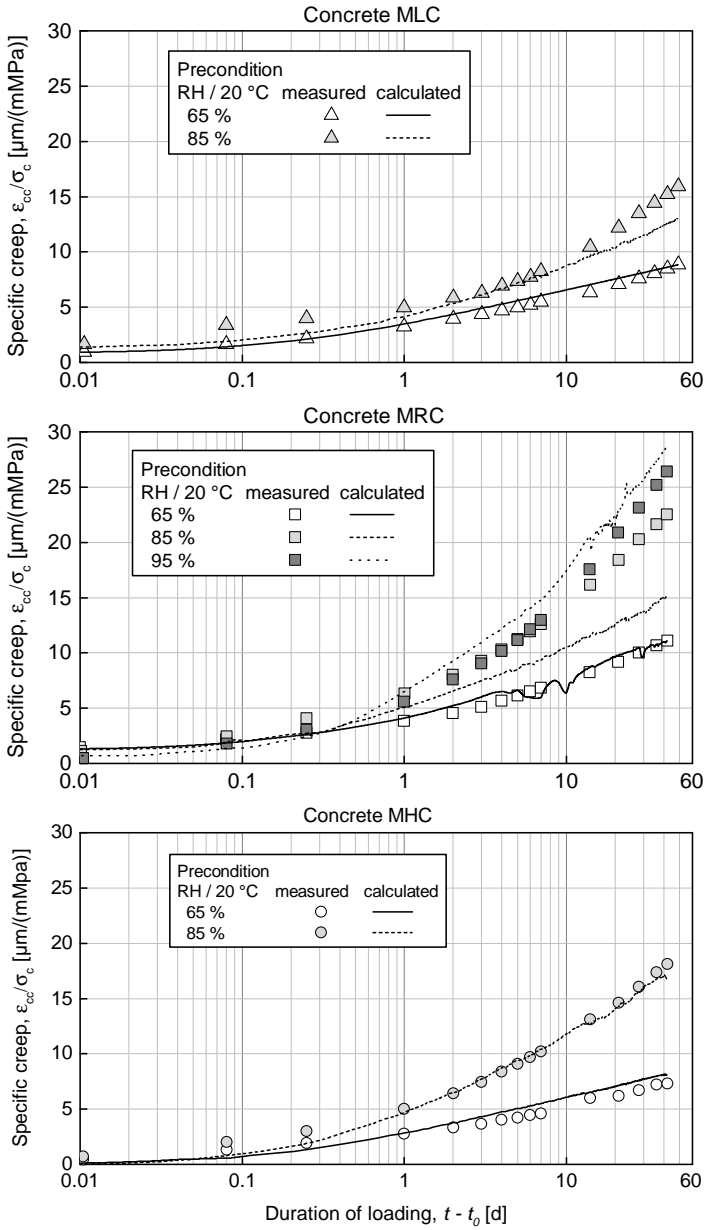 Concrete MLC
30
25
20
15
10
5
0
Specific creep, εcc/σc [µm/(mMPa)]
Precondition
RH / 20 °C measured calculated
65 %
85 %
0.01 0.1 1 10 60
Concrete MRC
30
25
20
15
10
5
0
Specific creep, εcc/σc [µm/(mMPa)]
Precondition
RH / 20 °C measured calculated
65 %
85 %
95 %
0.01 0.1 1 10 60
Concrete MHC
30
25
20
15
10
5
0
Specific creep, εcc/σc [µm/(mMpa)]
Precondition
RH / 20 °C measured calculated
65 %
85 %
0.01 0.1 1 10 60
Duration of loading, t - t0 [d]